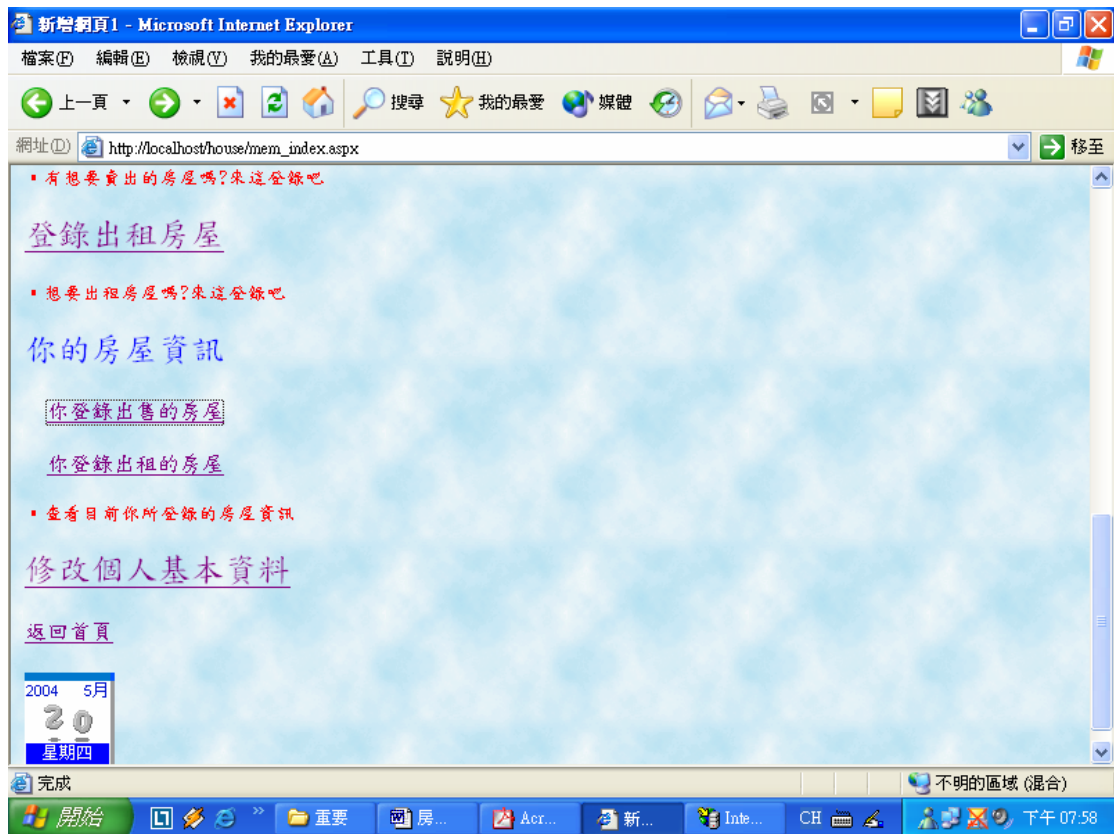 新增網頁1 - Microsoft Internet Explorer
檔案(F) 編輯(E) 檢視(V) 我的最愛(A) 工具(T) 說明(H)
上一頁 搜尋 我的最愛 媒體
網址(D) http://localhost/house/mem_index.aspx 移至
▪ 有想要賣出的房屋嗎?來這登錄吧
登錄出租房屋
▪ 想要出租房屋嗎?來這登錄吧
你的房屋資訊
你登錄出售的房屋
你登錄出租的房屋
▪ 查看目前你所登錄的房屋資訊
修改個人基本資料
返回首頁
2004 5月
20
星期四
完成 不明的區域 (混合)
開始 重要 房... Acr... 新... Inte... CH 下午 07:58